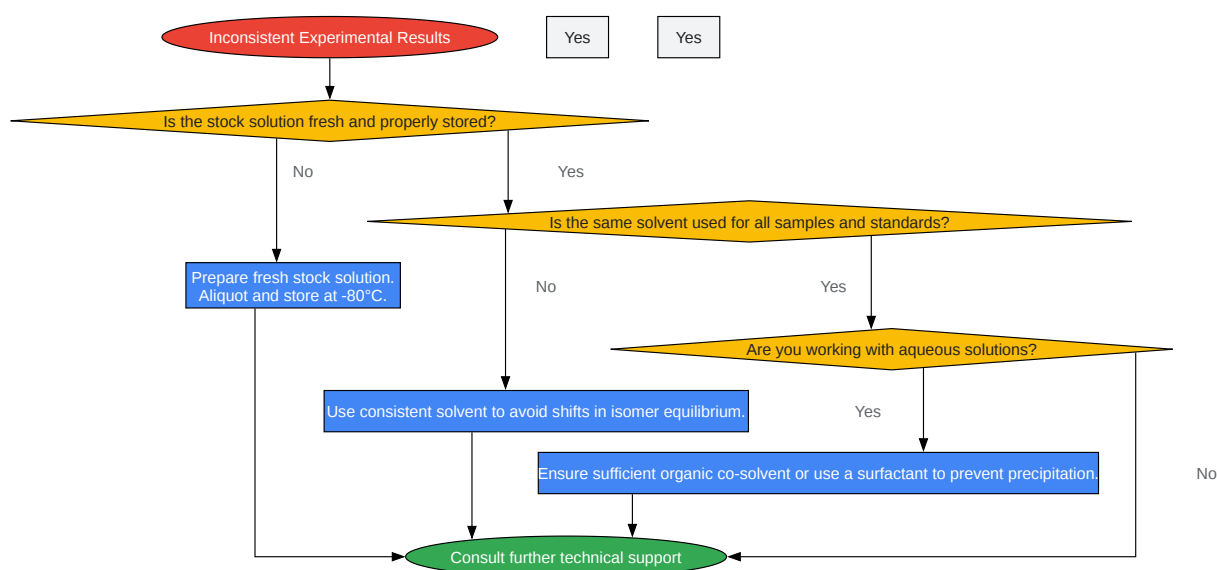 Inconsistent Experimental Results
Yes
Yes
Is the stock solution fresh and properly stored?
No
Yes
Is the same solvent used for all samples and standards?
Prepare fresh stock solution.
Aliquot and store at -80°C.
No
Yes
Are you working with aqueous solutions?
Use consistent solvent to avoid shifts in isomer equilibrium.
Yes
Ensure sufficient organic co-solvent or use a surfactant to prevent precipitation.
No
Consult further technical support